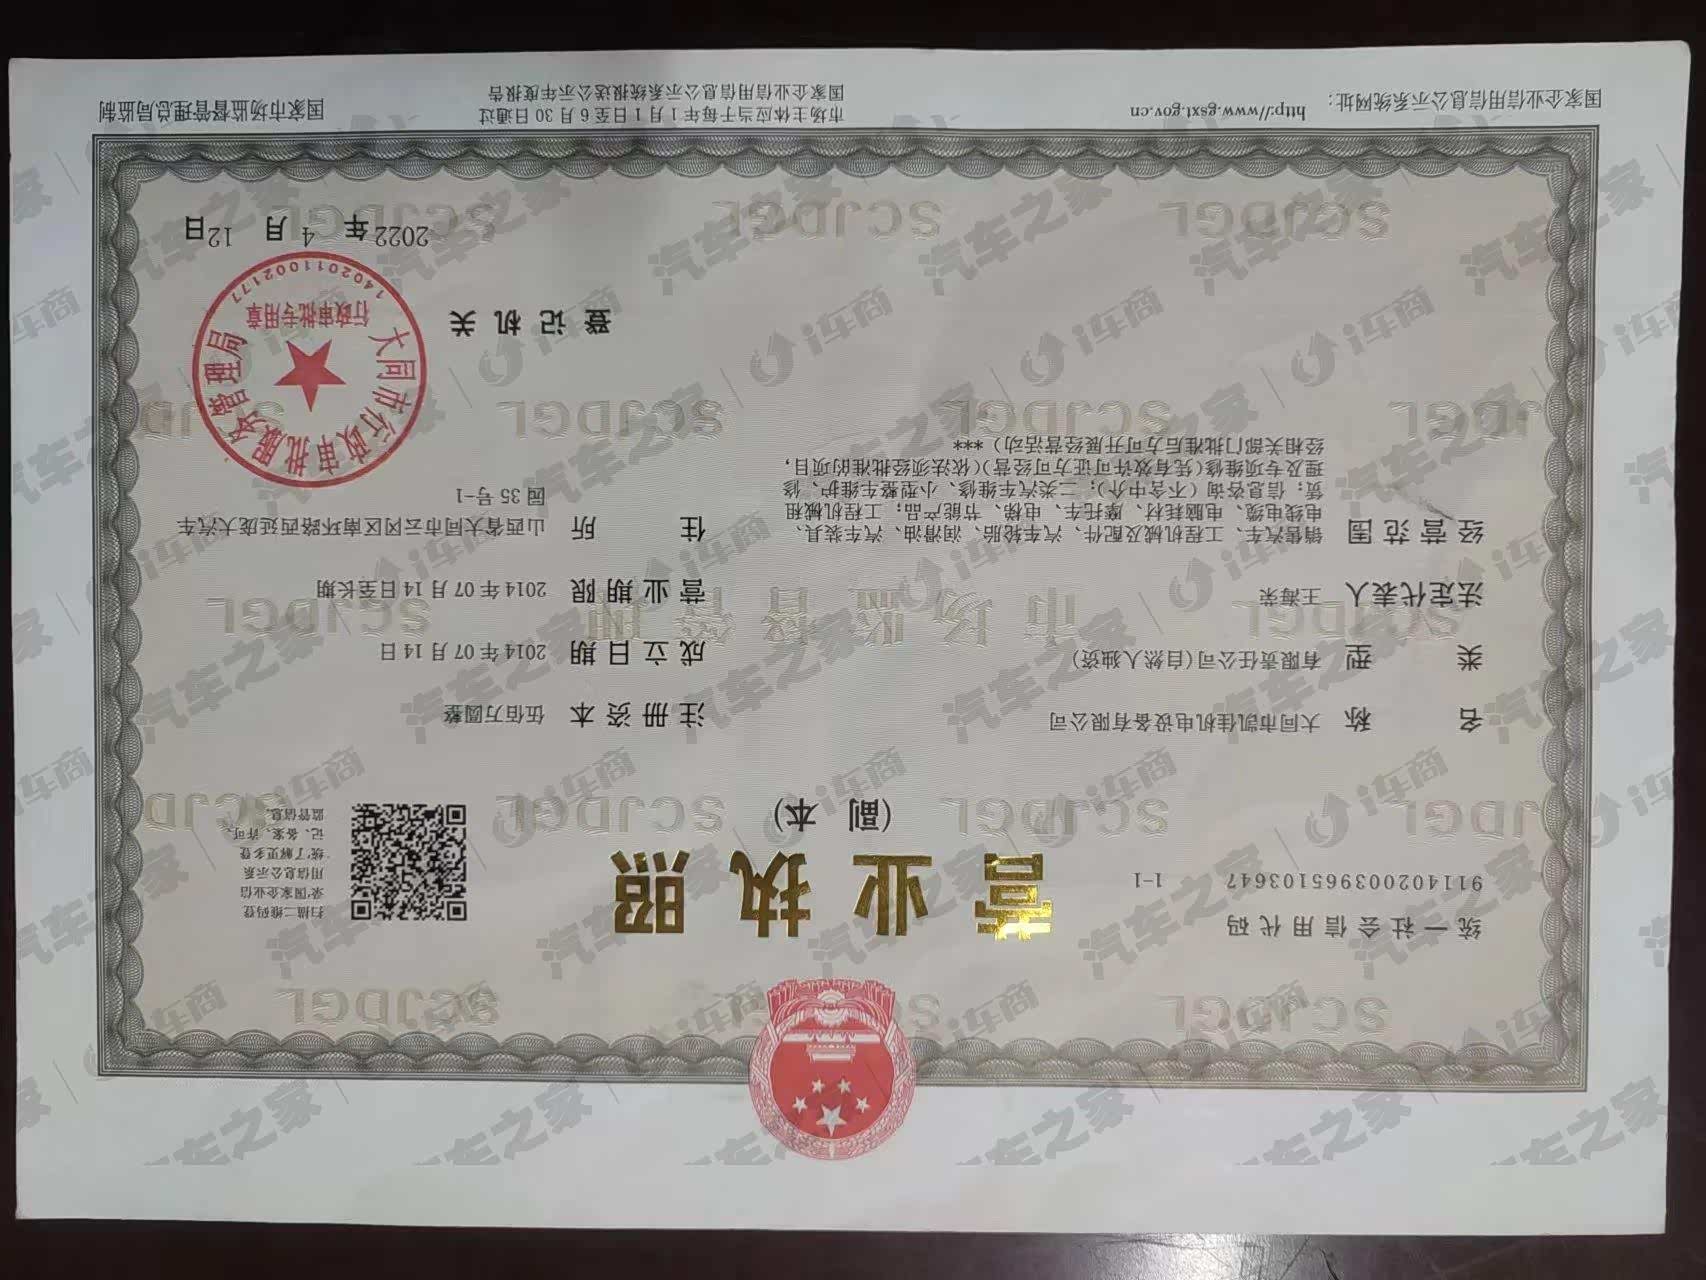 统一社会信用代码
911402003965103647
1-1
营业执照
(副 本)
扫描二维码登
录'国家企业信
用信息公示系
统'了解更多登
记、备案、许可、
监管信息。
名称 大同市凯佳机电设备有限公司
类型 有限责任公司(自然人独资)
法定代表人 王海荣
经营范围 销售汽车、工程机械及配件、汽车轮胎、润滑油、汽车装具、
电线电缆、电脑耗材、摩托车、电梯、节能产品；工程机械租
赁；信息咨询（不含中介）；二类汽车维修、小型整车维护、修
理及专项维修（凭有效许可证方可经营）（依法须经批准的项目，
经相关部门批准后方可开展经营活动）***
注册资本 伍佰万圆整
成立日期 2014年07月14日
营业期限 2014年07月14日至长期
住所 山西省大同市云冈区南环路西延庞大汽车
园35号-1
登记机关
大同市行政审批服务管理局
行政审批专用章
1402011002177
2022年4月12日
国家企业信用信息公示系统网址：
http://www.gsxt.gov.cn
市场主体应当于每年1月1日至6月30日通过
国家企业信用信息公示系统报送公示年度报告
国家市场监督管理总局监制
市场监督管理
SCJDGL
汽车之家
i车商